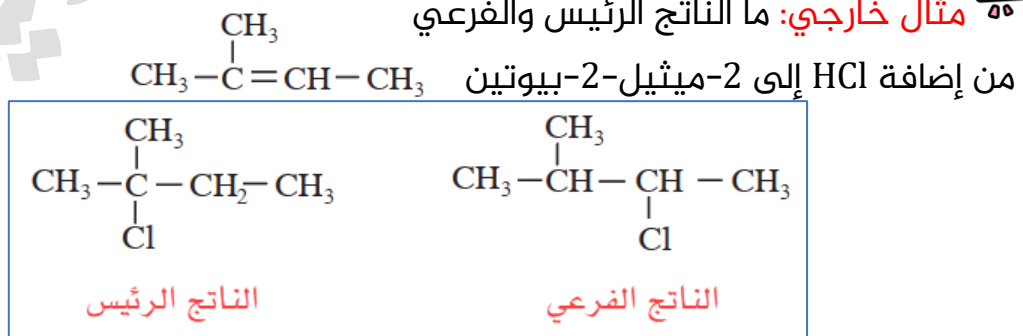 مثال خارجي: ما الناتج الرئيس والفرعي
من إضافة HCl إلى 2-ميثيل-2-بيوتين
CH₃
CH₃—C=CH—CH₃
CH₃
CH₃—C—CH₂—CH₃
Cl
الناتج الرئيس
CH₃
CH₃—CH—CH—CH₃
Cl
الناتج الفرعي